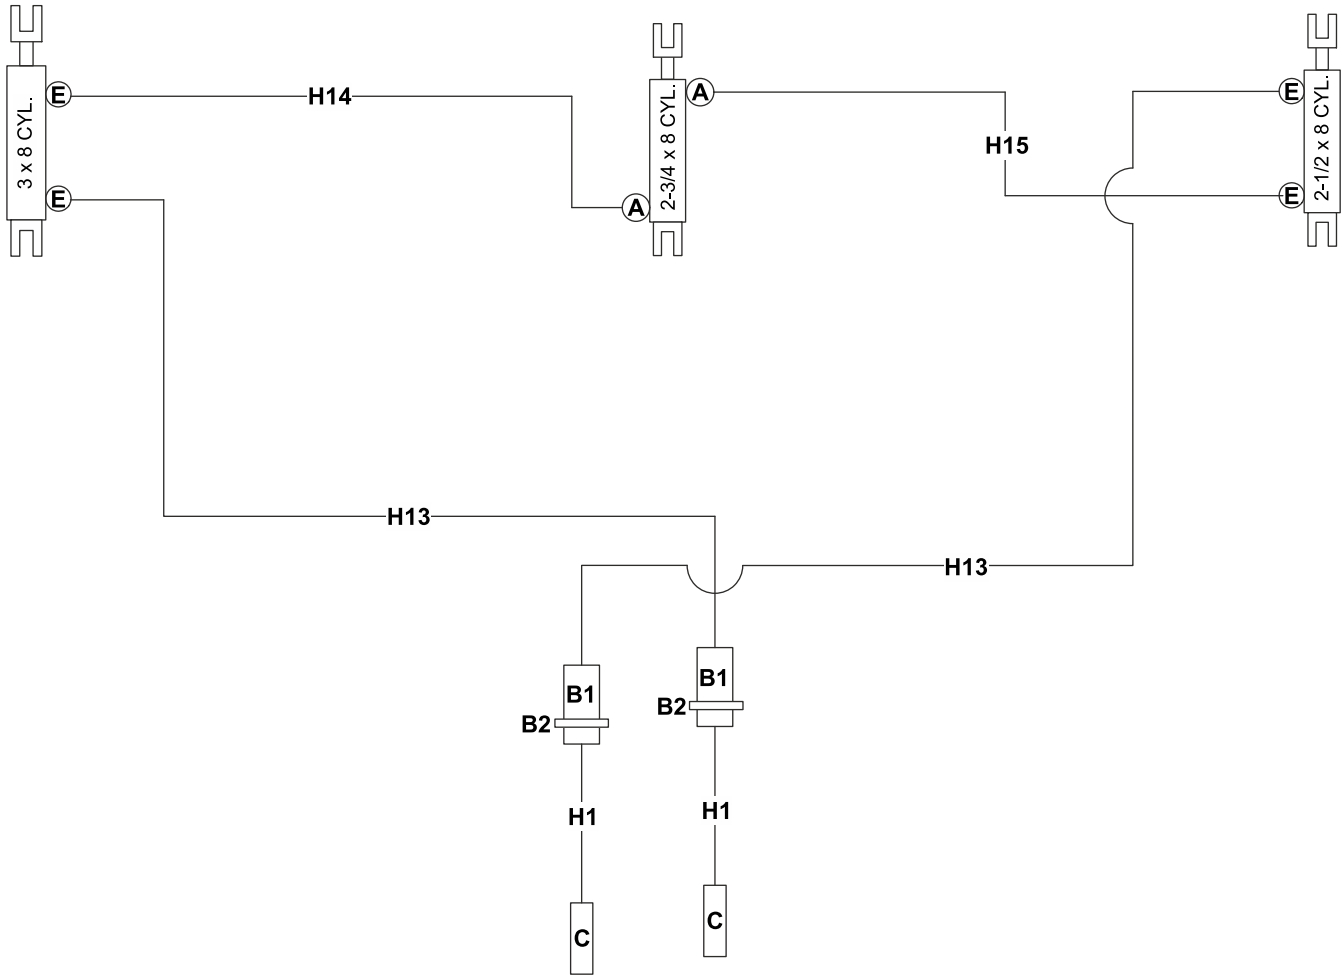 E
H14
3 x 8 CYL.
E
A
2-3/4 x 8 CYL.
A
H15
E
2-1/2 x 8 CYL.
E
H13
H13
B1
B2
B1
B2
H1
H1
C
C